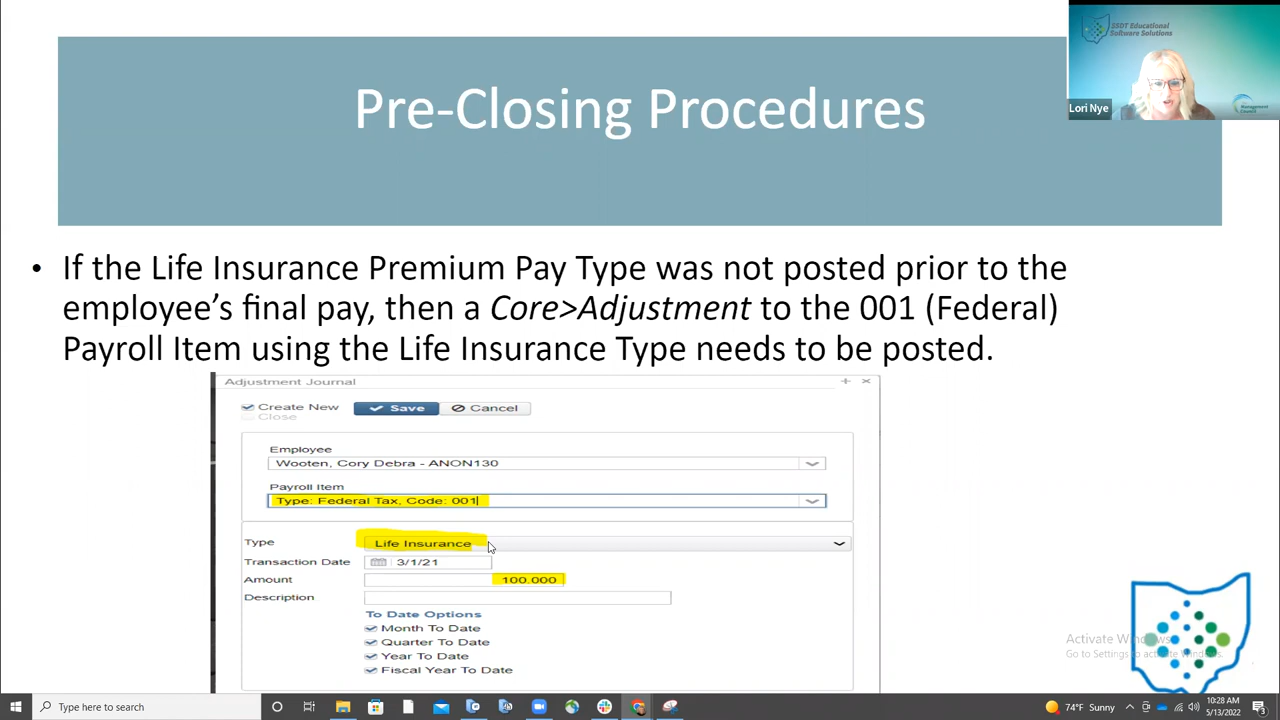 SSDT Educational
Software Solutions
Lori Nye
Management
Council
Pre-Closing Procedures
• If the Life Insurance Premium Pay Type was not posted prior to the
employee's final pay, then a Core>Adjustment to the 001 (Federal)
Payroll Item using the Life Insurance Type needs to be posted.
Adjustment Journal
Create New
Close
Save
Cancel
Employee
Wooten, Cory Debra - ANON130
Payroll Item
Type: Federal Tax, Code: 001
Type
Life Insurance
Transaction Date
3/1/21
Amount
100.000
Description
To Date Options
Month To Date
Quarter To Date
Year To Date
Fiscal Year To Date
Activate Windows
Go to Settings to activate Windows.
Type here to search
74°F Sunny
10:28 AM
5/13/2022
3